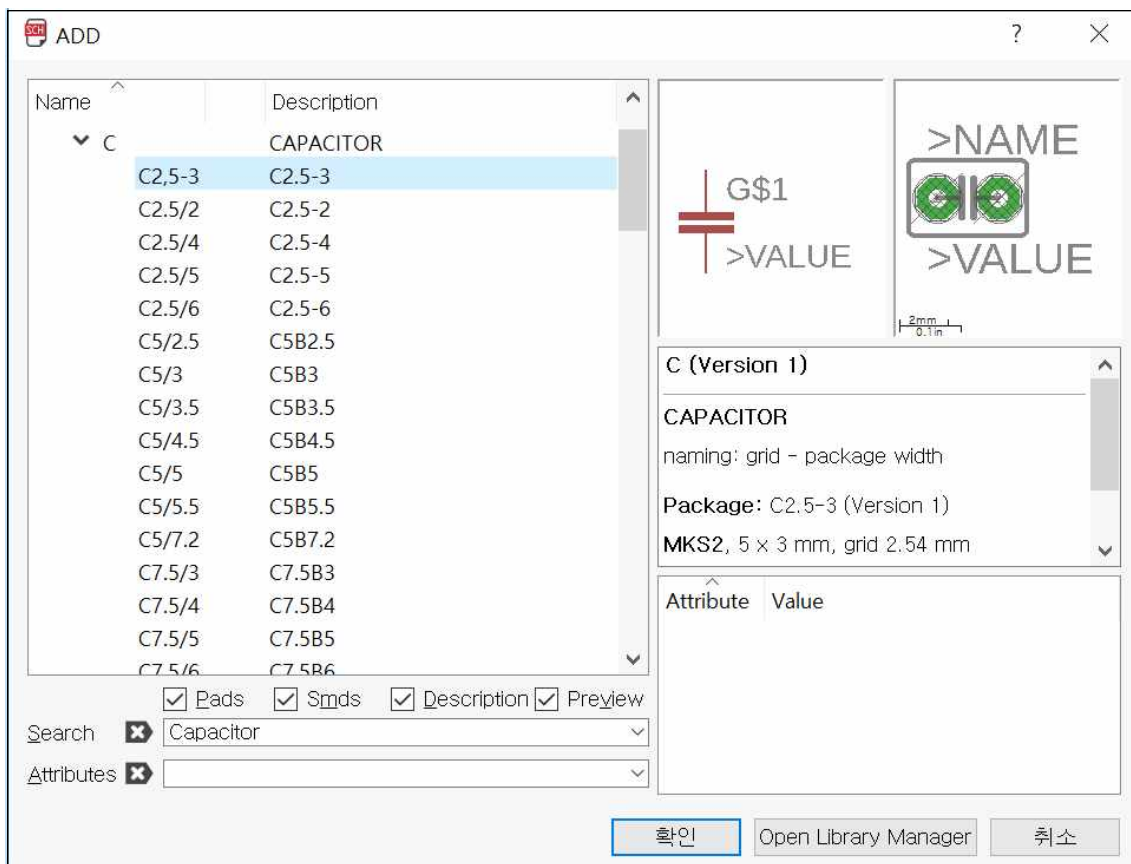 SCH ADD ?
Name Description
C CAPACITOR
C2,5-3 C2.5-3
C2.5/2 C2.5-2
C2.5/4 C2.5-4
C2.5/5 C2.5-5
C2.5/6 C2.5-6
C5/2.5 C5B2.5
C5/3 C5B3
C5/3.5 C5B3.5
C5/4.5 C5B4.5
C5/5 C5B5
C5/5.5 C5B5.5
C5/7.2 C5B7.2
C7.5/3 C7.5B3
C7.5/4 C7.5B4
C7.5/5 C7.5B5
C7.5/6 C7.5B6
Pads Smds Description Preview
Search Capacitor
Attributes
G$1
>VALUE
>NAME
>VALUE
2mm
0.1in
C (Version 1)
CAPACITOR
naming: grid - package width
Package: C2.5-3 (Version 1)
MKS2, 5 x 3 mm, grid 2.54 mm
Attribute Value
확인 Open Library Manager 취소